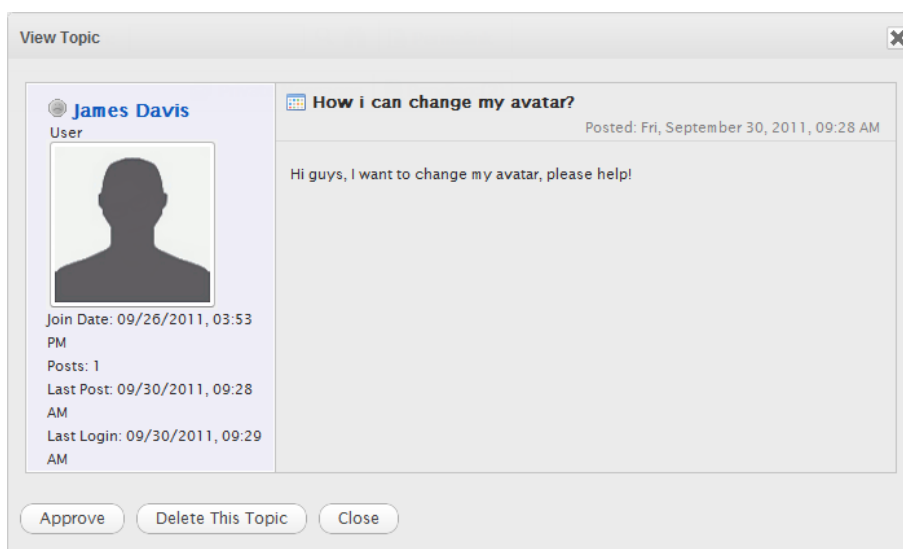 View Topic
James Davis
User
Join Date: 09/26/2011, 03:53
PM
Posts: 1
Last Post: 09/30/2011, 09:28
AM
Last Login: 09/30/2011, 09:29
AM
How i can change my avatar?
Posted: Fri, September 30, 2011, 09:28 AM
Hi guys, I want to change my avatar, please help!
Approve
Delete This Topic
Close